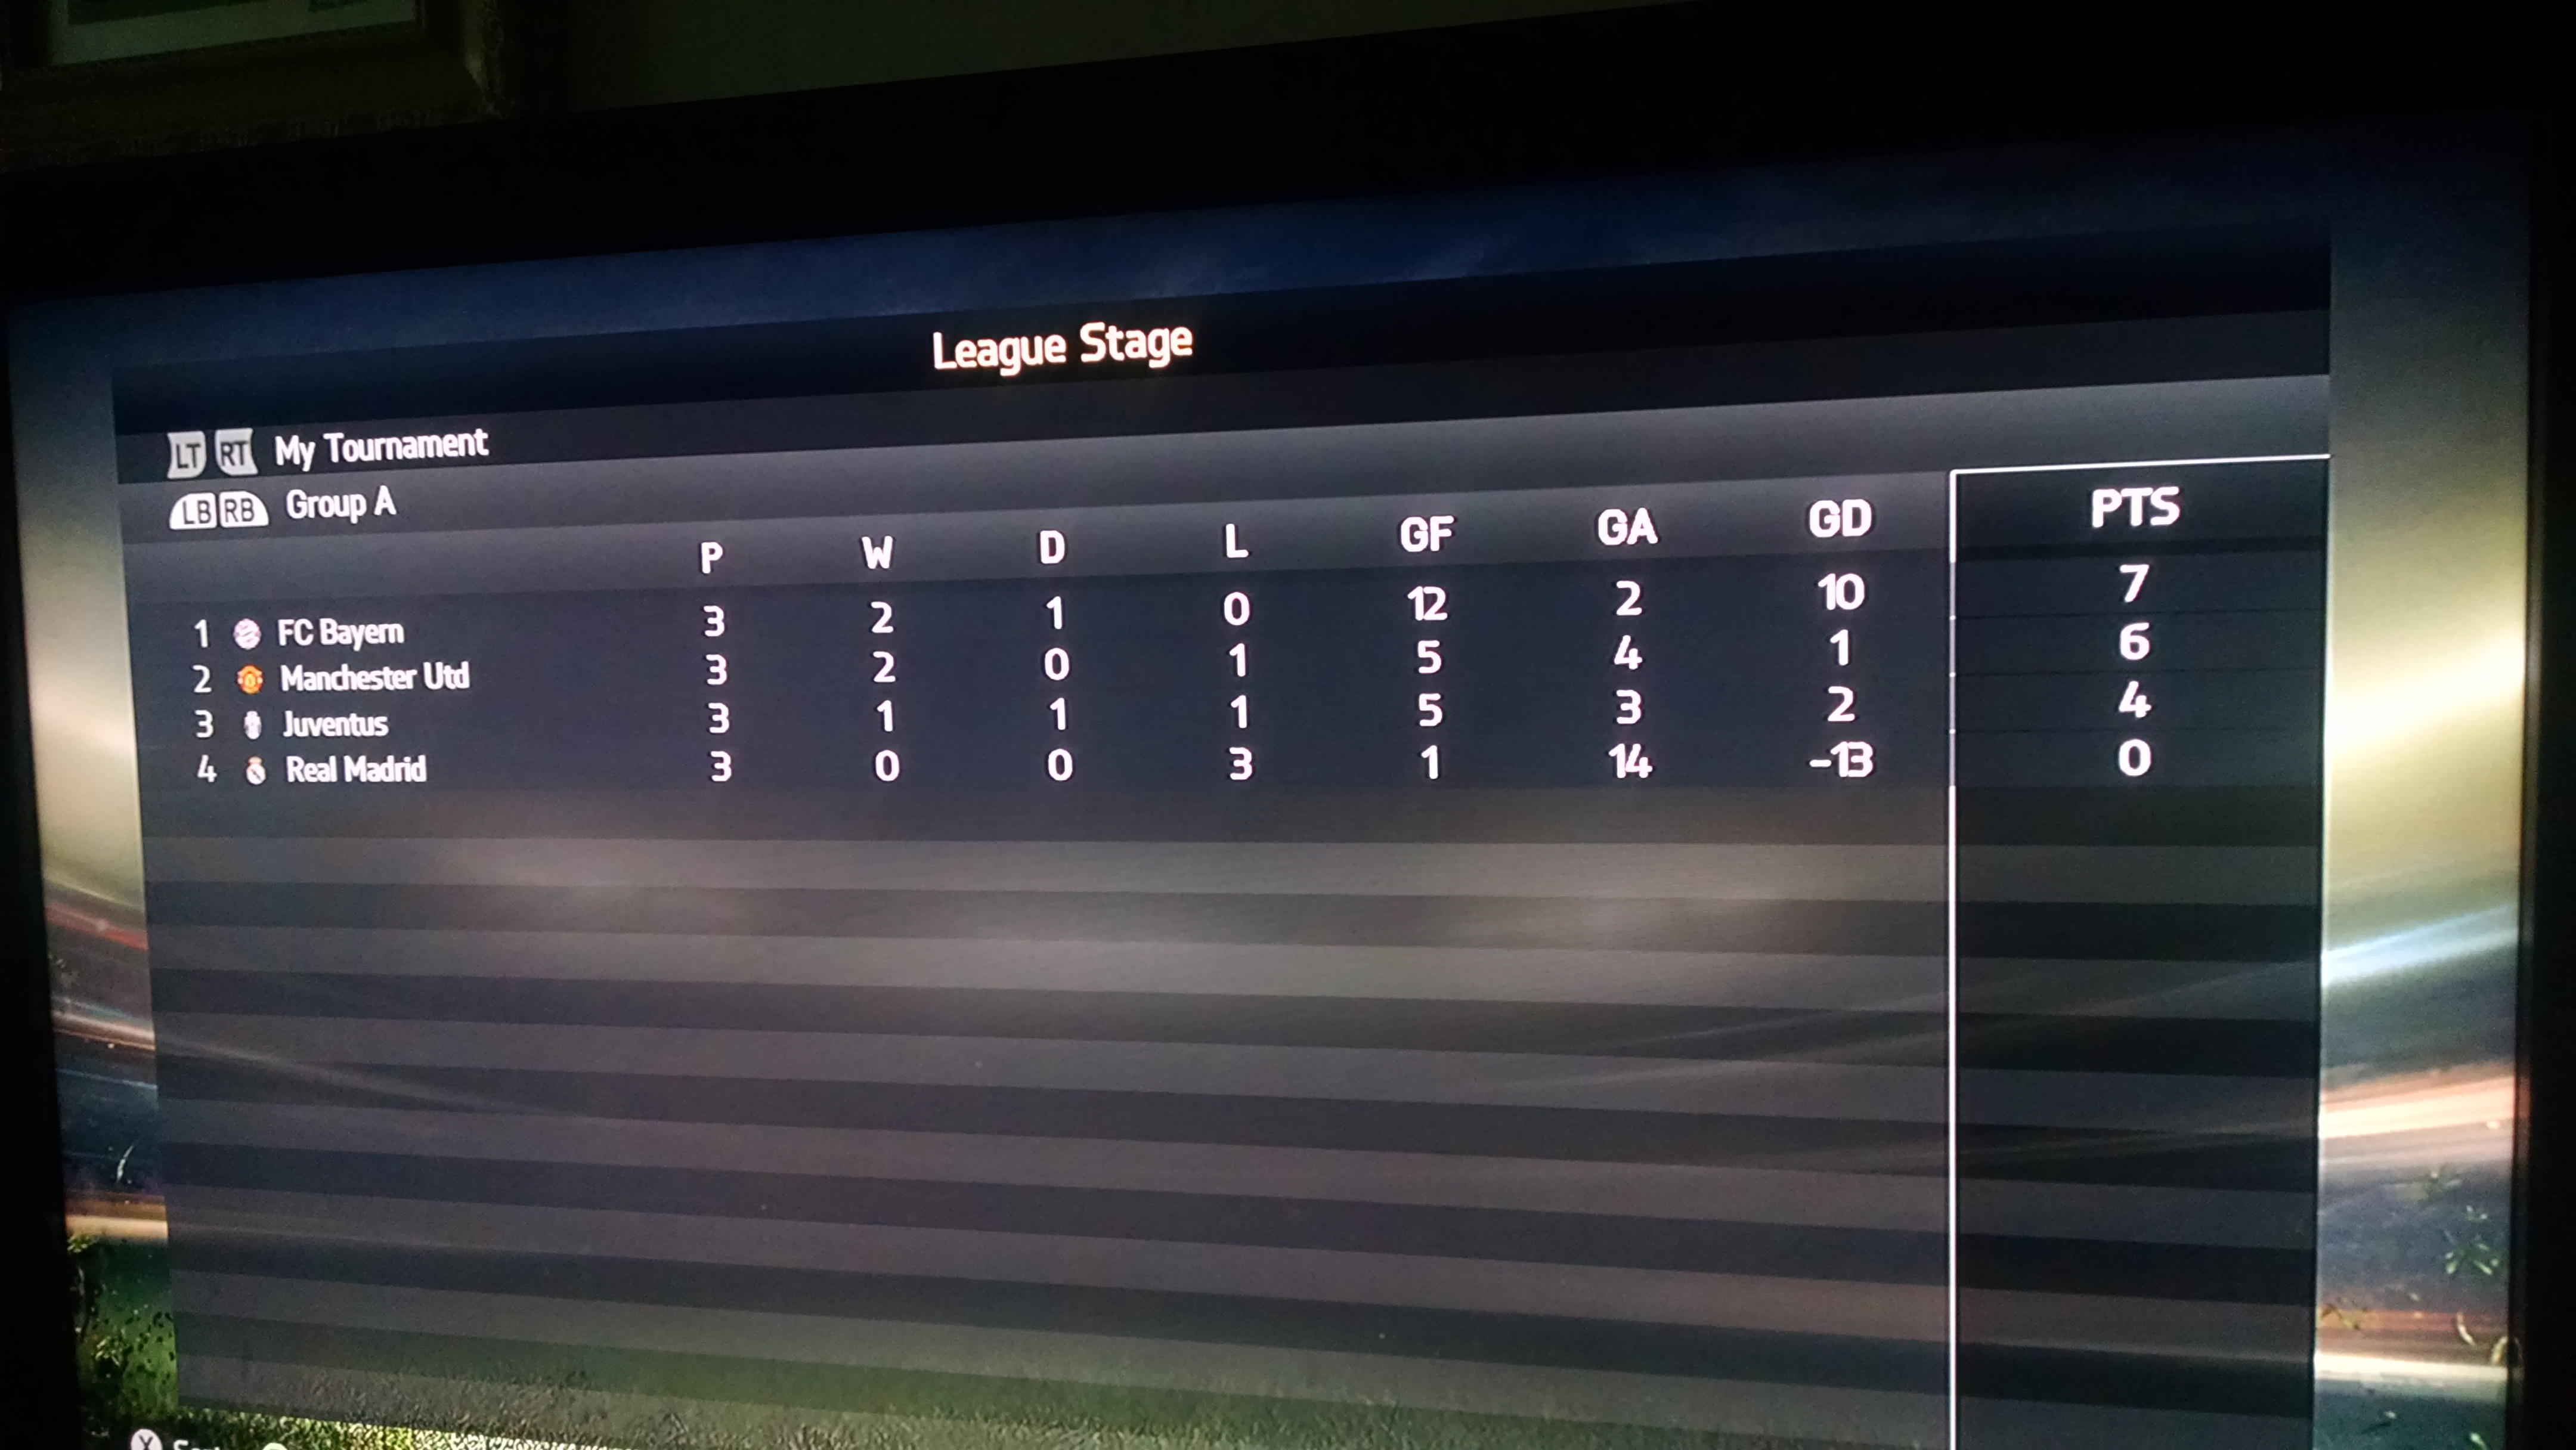 League Stage
LT RT My Tournament
LB RB Group A
P W D L GF GA GD PTS
1 FC Bayern 3 2 1 0 12 2 10 7
2 Manchester Utd 3 2 0 1 5 4 1 6
3 Juventus 3 1 1 1 5 3 2 4
4 Real Madrid 3 0 0 3 1 14 -13 0
X